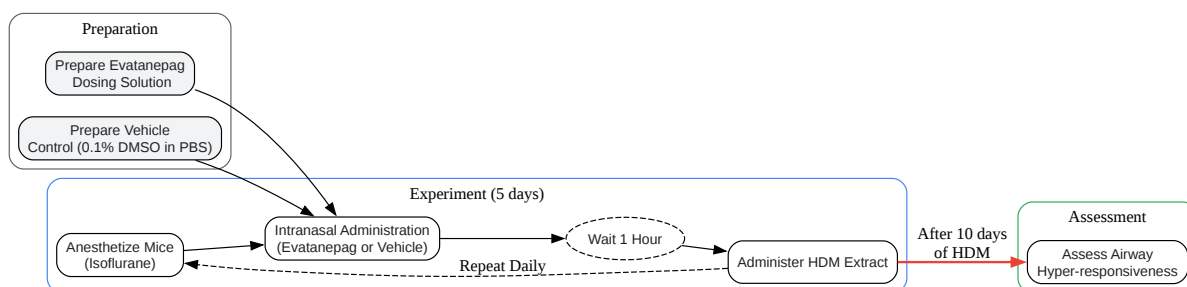 Preparation
Prepare Evatanepag
Dosing Solution
Prepare Vehicle
Control (0.1% DMSO in PBS)
Experiment (5 days)
Anesthetize Mice
(Isoflurane)
Intranasal Administration
(Evatanepag or Vehicle)
Wait 1 Hour
Administer HDM Extract
Repeat Daily
After 10 days
of HDM
Assessment
Assess Airway
Hyper-responsiveness